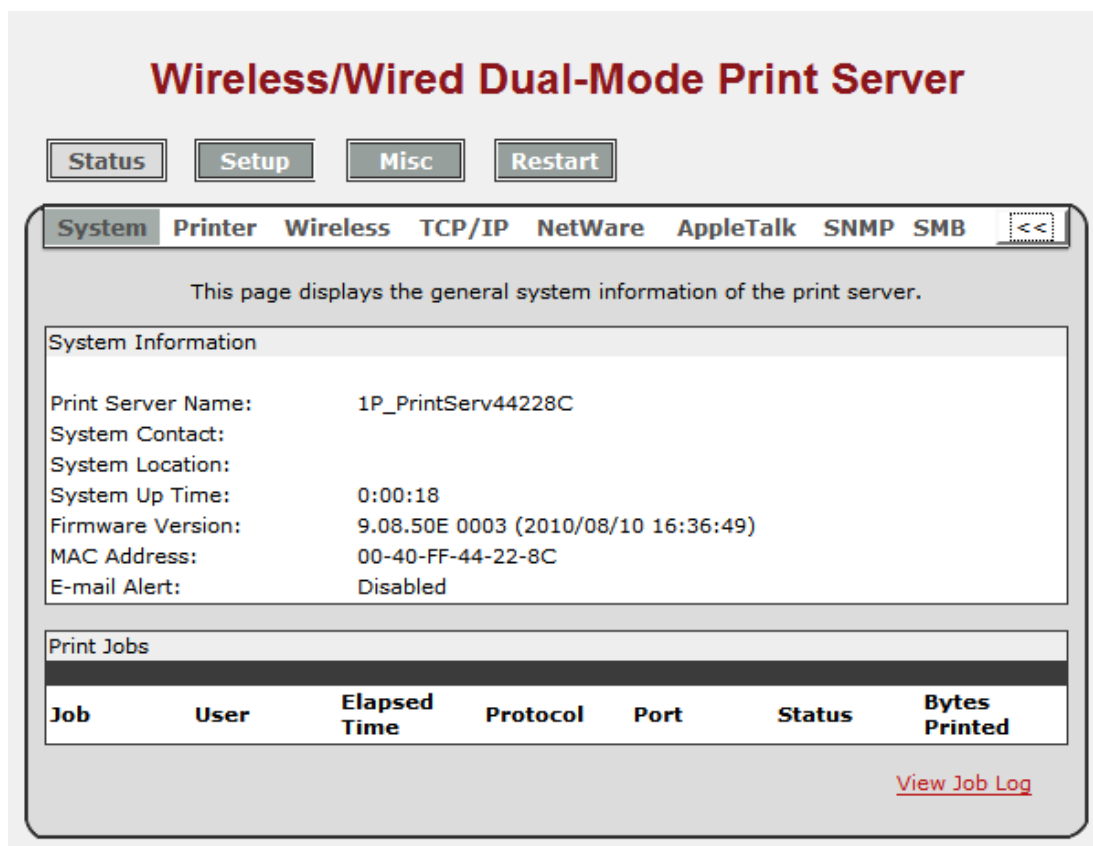 Wireless/Wired Dual-Mode Print Server
Status Setup Misc Restart
System Printer Wireless TCP/IP NetWare AppleTalk SNMP SMB <<
This page displays the general system information of the print server.
System Information
Print Server Name: 1P_PrintServ44228C
System Contact:
System Location:
System Up Time: 0:00:18
Firmware Version: 9.08.50E 0003 (2010/08/10 16:36:49)
MAC Address: 00-40-FF-44-22-8C
E-mail Alert: Disabled
Print Jobs
Job User Elapsed Time Protocol Port Status Bytes Printed
View Job Log